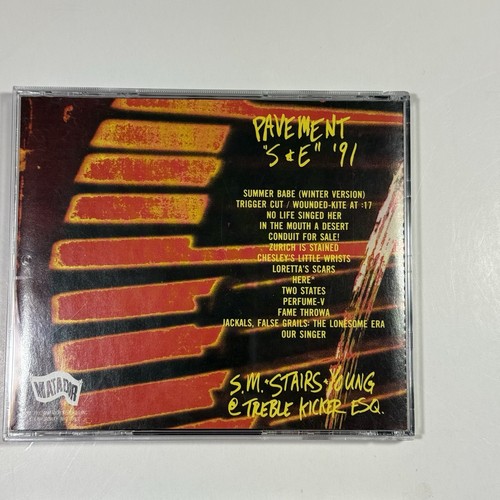 PAVEMENT
"S & E" '91
SUMMER BABE (WINTER VERSION)
TRIGGER CUT / WOUNDED-KITE AT :17
NO LIFE SINGED HER
IN THE MOUTH A DESERT
CONDUIT FOR SALE!
ZURICH IS STAINED
CHESLEY'S LITTLE WRISTS
LORETTA'S SCARS
HERE*
TWO STATES
PERFUME-V
FAME THROWA
JACKALS, FALSE GRAILS: THE LONESOME ERA
OUR SINGER
S.M. STAIRS·YOUNG
@ TREBLE KICKER ESQ.
MATADOR